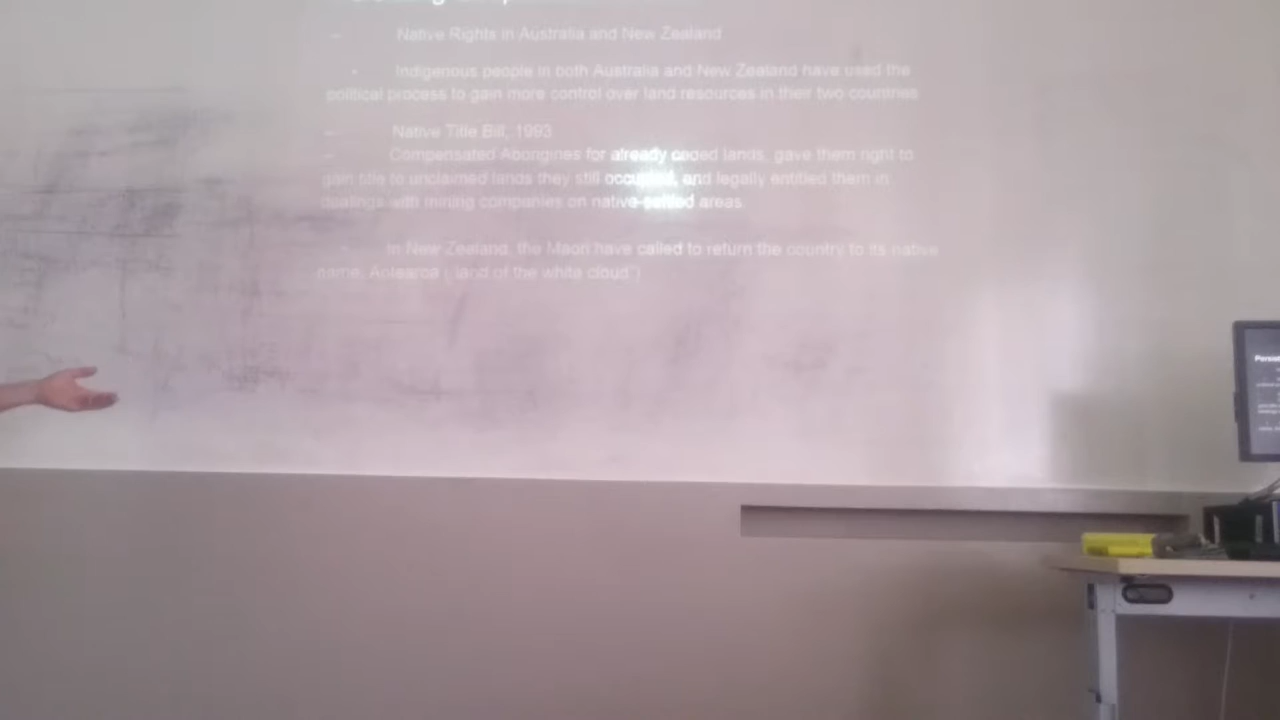 – Native Rights in Australia and New Zealand
- Indigenous people in both Australia and New Zealand have used the
political process to gain more control over land resources in their two countries
– Native Title Bill, 1993
– Compensated Aborigines for already ceded lands, gave them right to
gain title to unclaimed lands they still occupied, and legally entitled them in
dealings with mining companies on native-settled areas.
- In New Zealand, the Maori have called to return the country to its native
name: Aotearoa ("land of the white cloud")